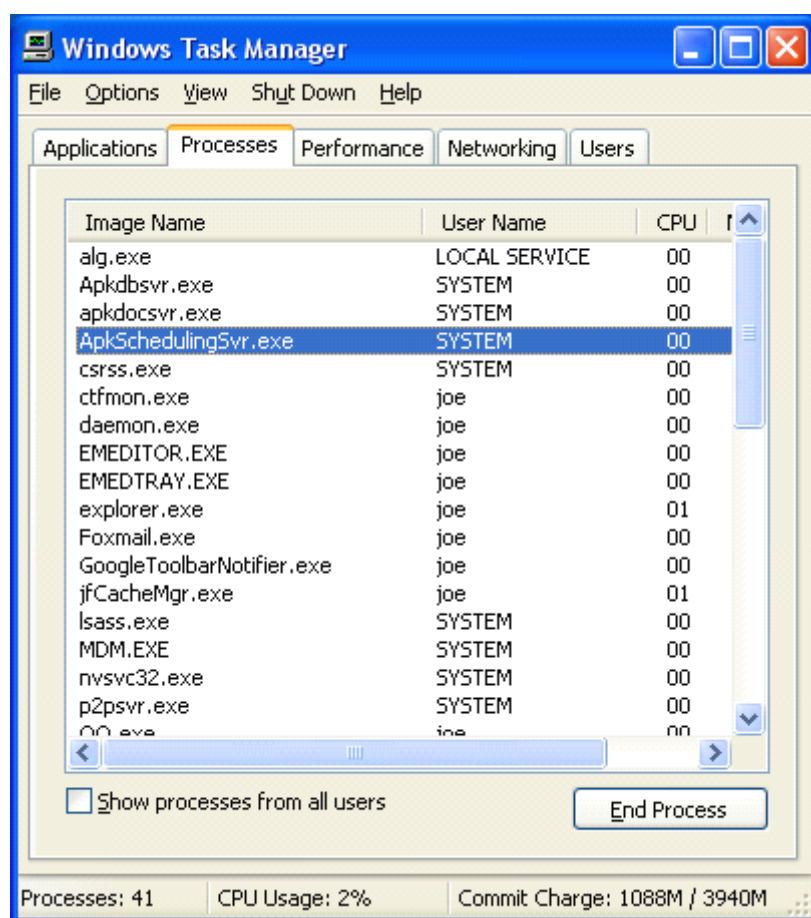 Windows Task Manager
File Options View Shut Down Help
Applications Processes Performance Networking Users
Image Name User Name CPU
alg.exe LOCAL SERVICE 00
Apkdbsvr.exe SYSTEM 00
apkdocsvr.exe SYSTEM 00
ApkSchedulingSvr.exe SYSTEM 00
csrss.exe SYSTEM 00
ctfmon.exe joe 00
daemon.exe joe 00
EMEDITOR.EXE joe 00
EMEDTRAY.EXE joe 00
explorer.exe joe 01
Foxmail.exe joe 00
GoogleToolbarNotifier.exe joe 00
jfCacheMgr.exe joe 01
lsass.exe SYSTEM 00
MDM.EXE SYSTEM 00
nvsvc32.exe SYSTEM 00
p2psvr.exe SYSTEM 00
QQ.exe joe 00
Show processes from all users End Process
Processes: 41 CPU Usage: 2% Commit Charge: 1088M / 3940M